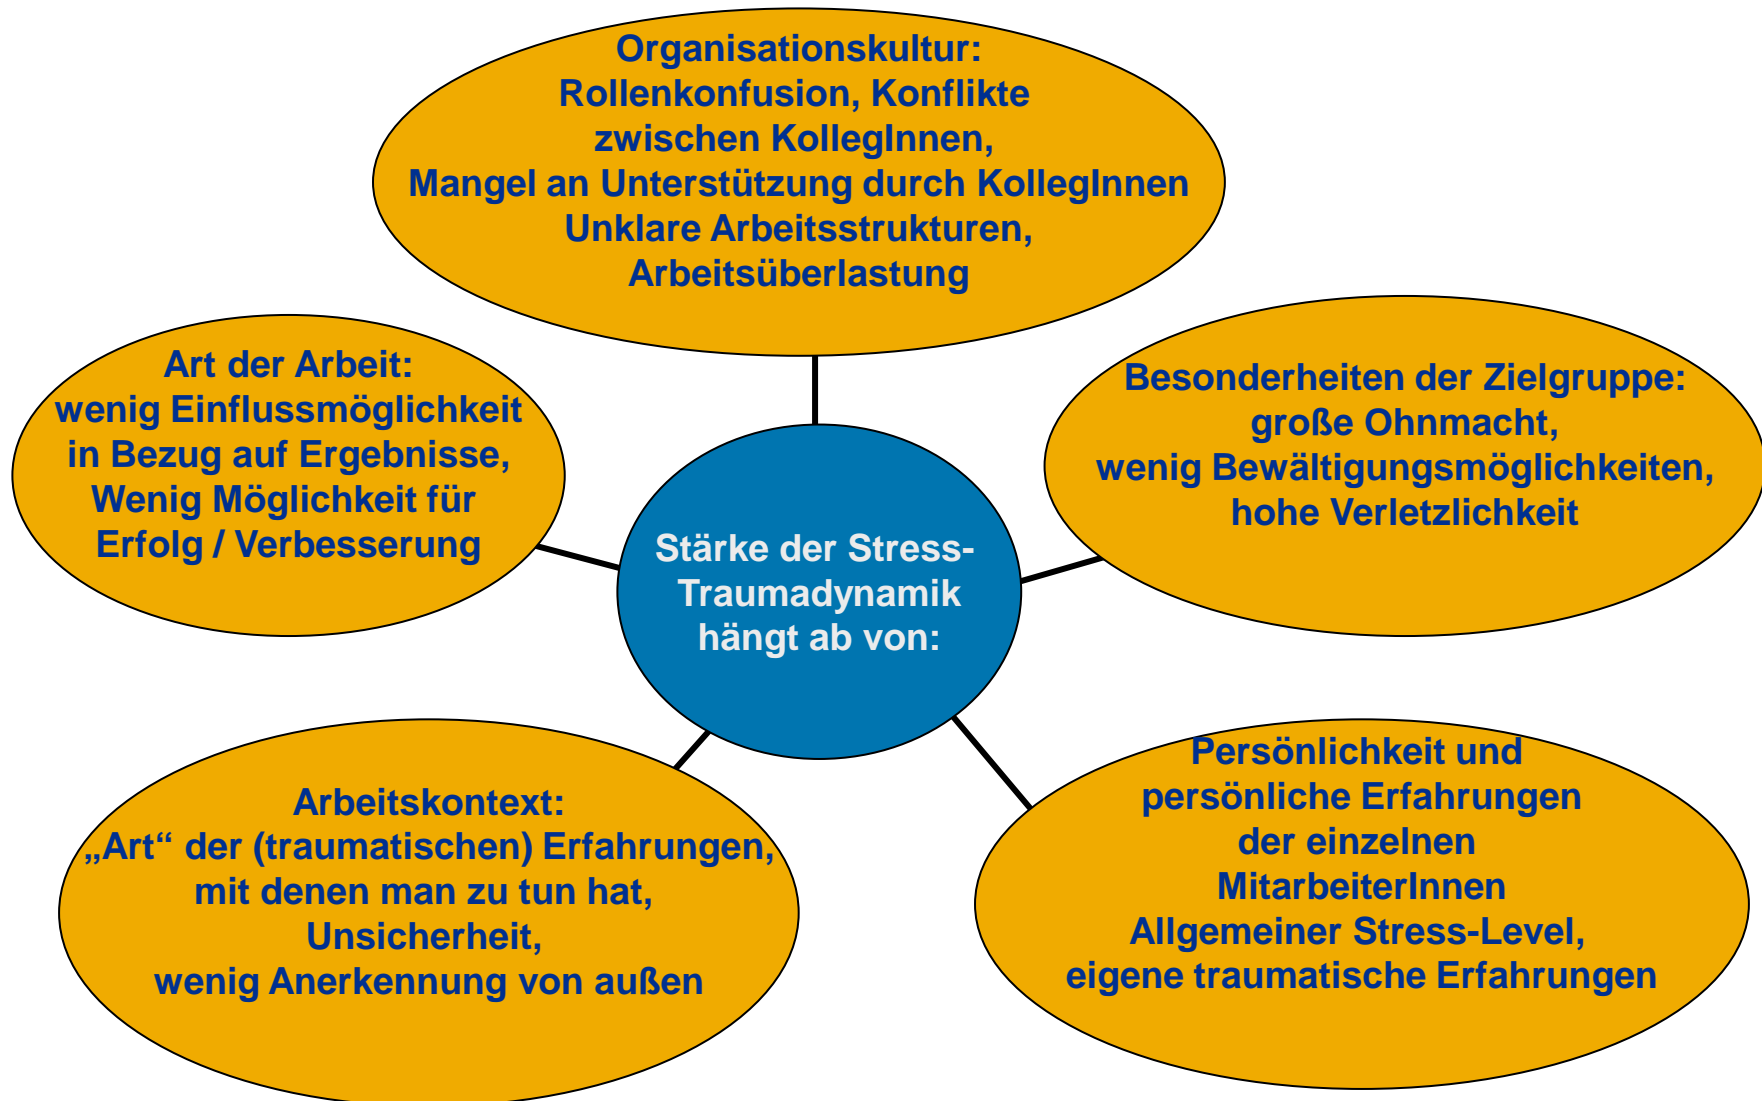 Organisationskultur:
Rollenkonfusion, Konflikte
zwischen KollegInnen,
Mangel an Unterstützung durch KollegInnen
Unklare Arbeitsstrukturen,
Arbeitsüberlastung
Art der Arbeit:
wenig Einflussmöglichkeit
in Bezug auf Ergebnisse,
Wenig Möglichkeit für
Erfolg / Verbesserung
Besonderheiten der Zielgruppe:
große Ohnmacht,
wenig Bewältigungsmöglichkeiten,
hohe Verletzlichkeit
Stärke der Stress-
Traumadynamik
hängt ab von:
Arbeitskontext:
„Art“ der (traumatischen) Erfahrungen,
mit denen man zu tun hat,
Unsicherheit,
wenig Anerkennung von außen
Persönlichkeit und
persönliche Erfahrungen
der einzelnen
MitarbeiterInnen
Allgemeiner Stress-Level,
eigene traumatische Erfahrungen